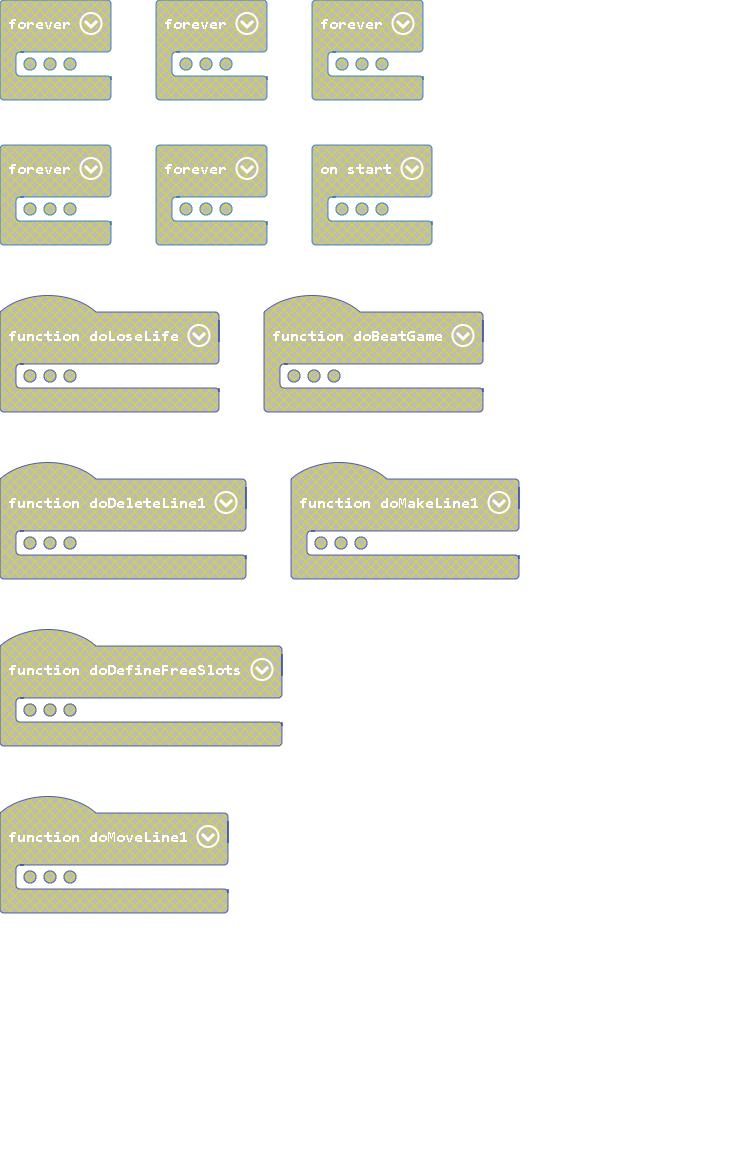 forever forever forever
forever forever on start
function doLoseLife function doBeatGame
function doDeleteLine1 function doMakeLine1
function doDefineFreeSlots
function doMoveLine1